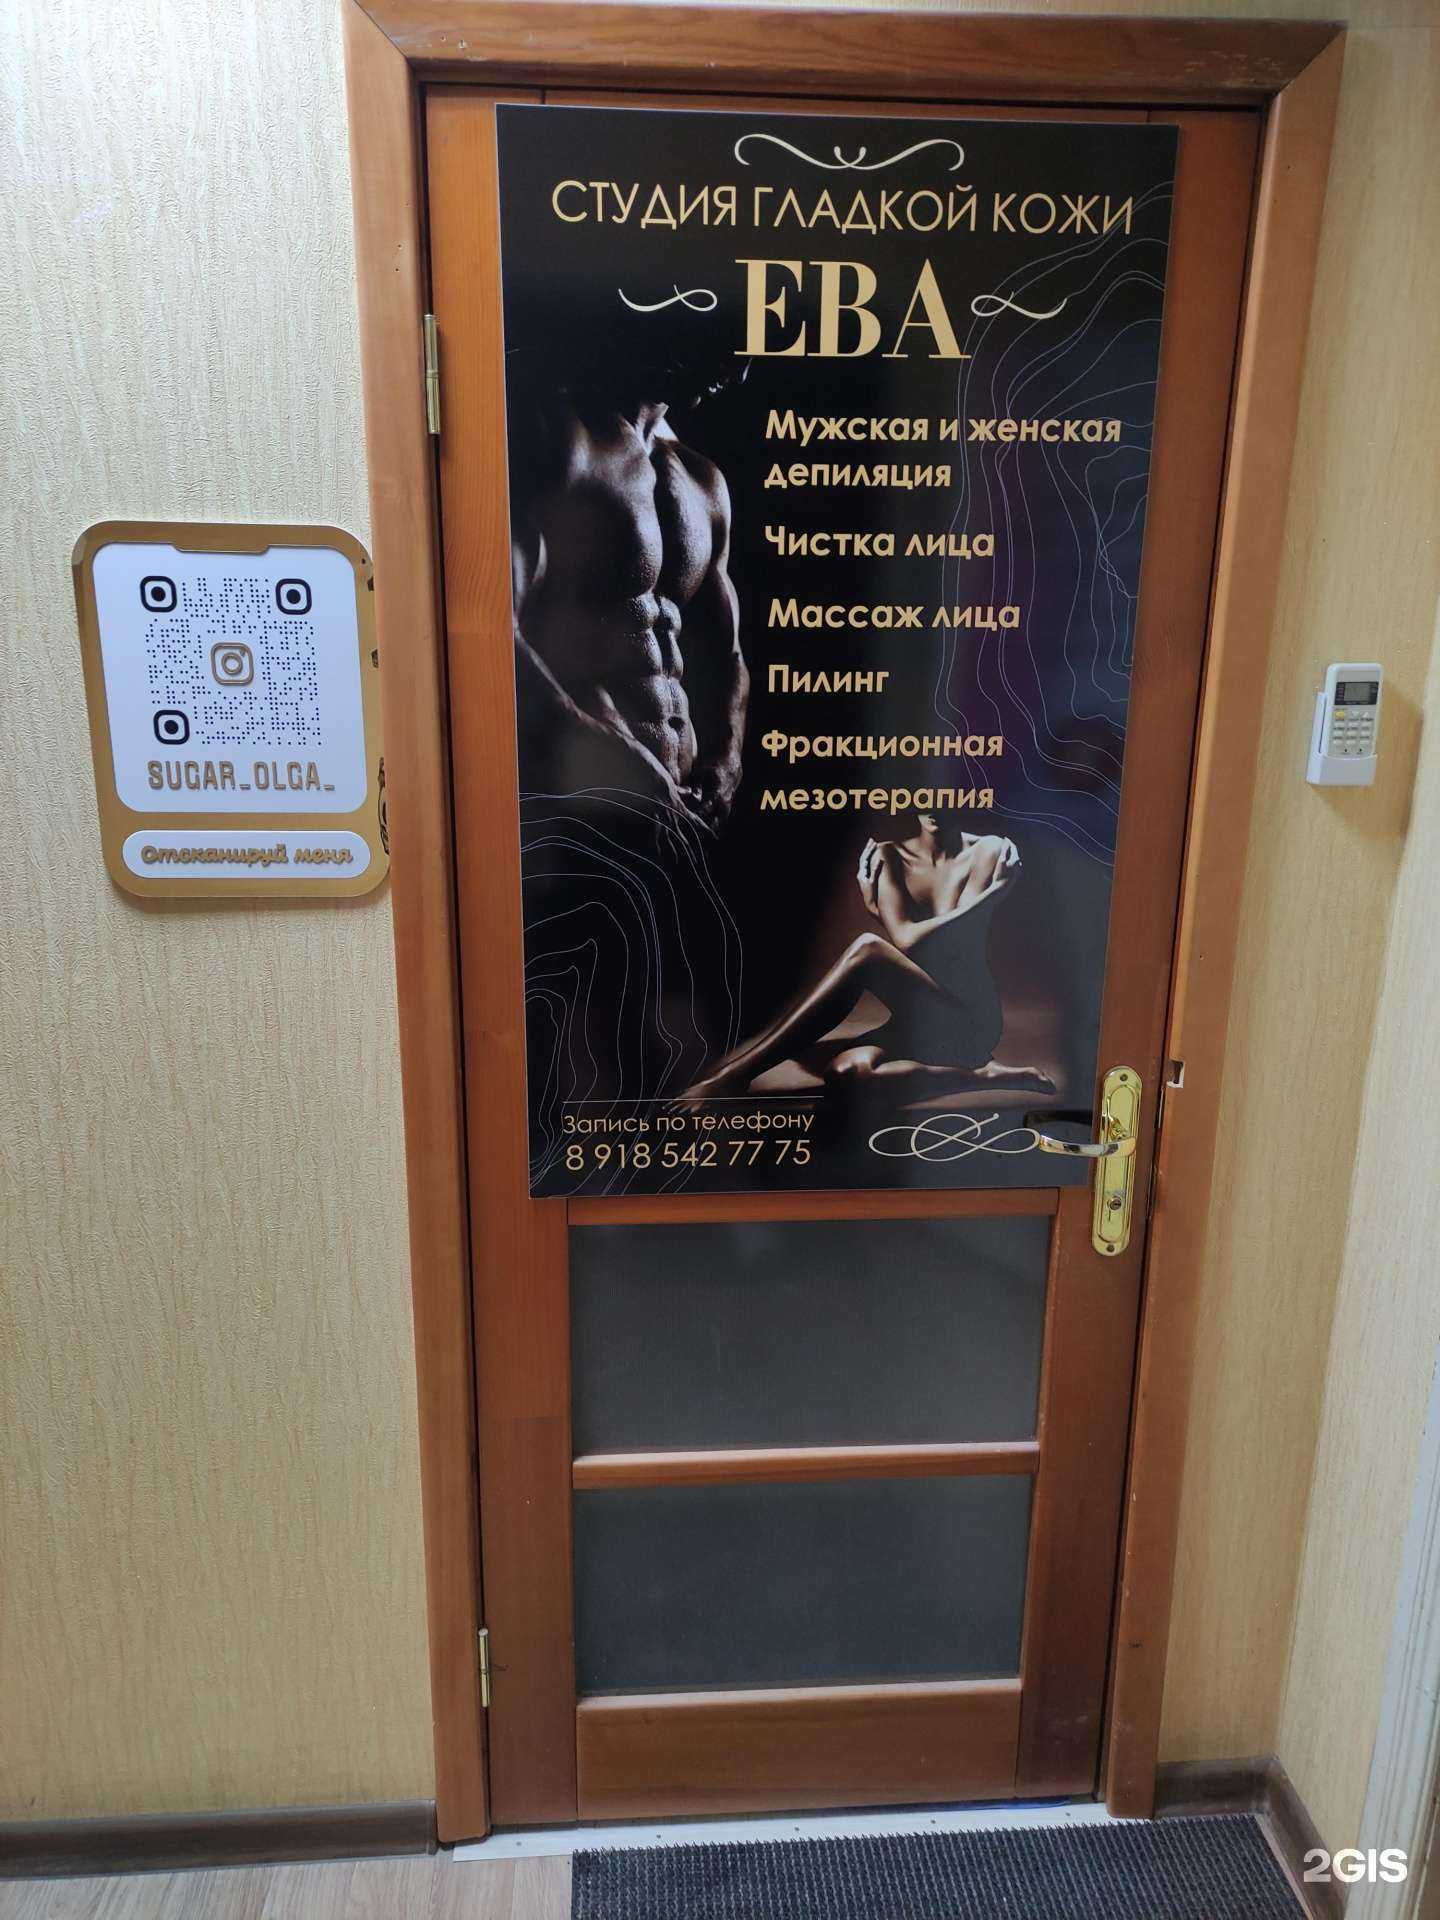 СТУДИЯ ГЛАДКОЙ КОЖИ
ЕВА
Мужская и женская
депиляция
Чистка лица
Массаж лица
Пилинг
Фракционная
мезотерапия
Запись по телефону
8 918 542 77 75
SUGAR_OLGA_
Отсканируй меня
2GIS